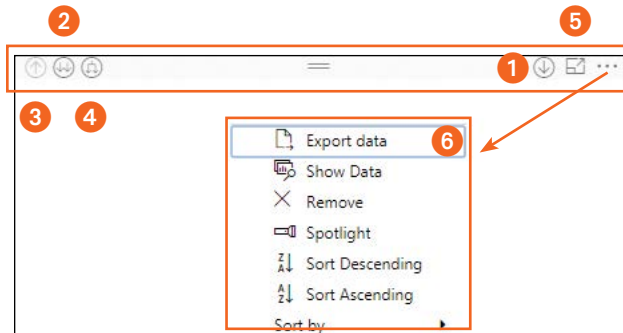 2
5
1
3
4
6
Export data
Show Data
Remove
Spotlight
Z
A
Sort Descending
A
Z
Sort Ascending
Sort by